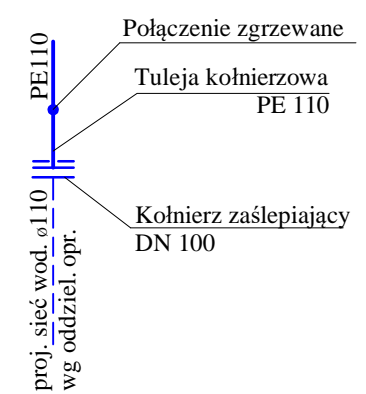 Połączenie zgrzewane
PE110
Tuleja kołnierzowa
PE 110
Kołnierz zaślepiający
DN 100
proj. sieć wod. ø110
wg oddziel. opr.